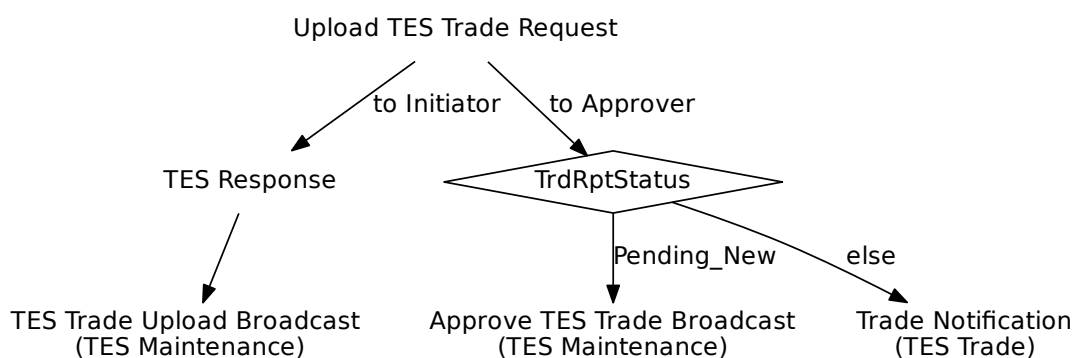 Upload TES Trade Request
to Initiator
to Approver
TES Response
TrdRptStatus
Pending_New
else
TES Trade Upload Broadcast
(TES Maintenance)
Approve TES Trade Broadcast
(TES Maintenance)
Trade Notification
(TES Trade)